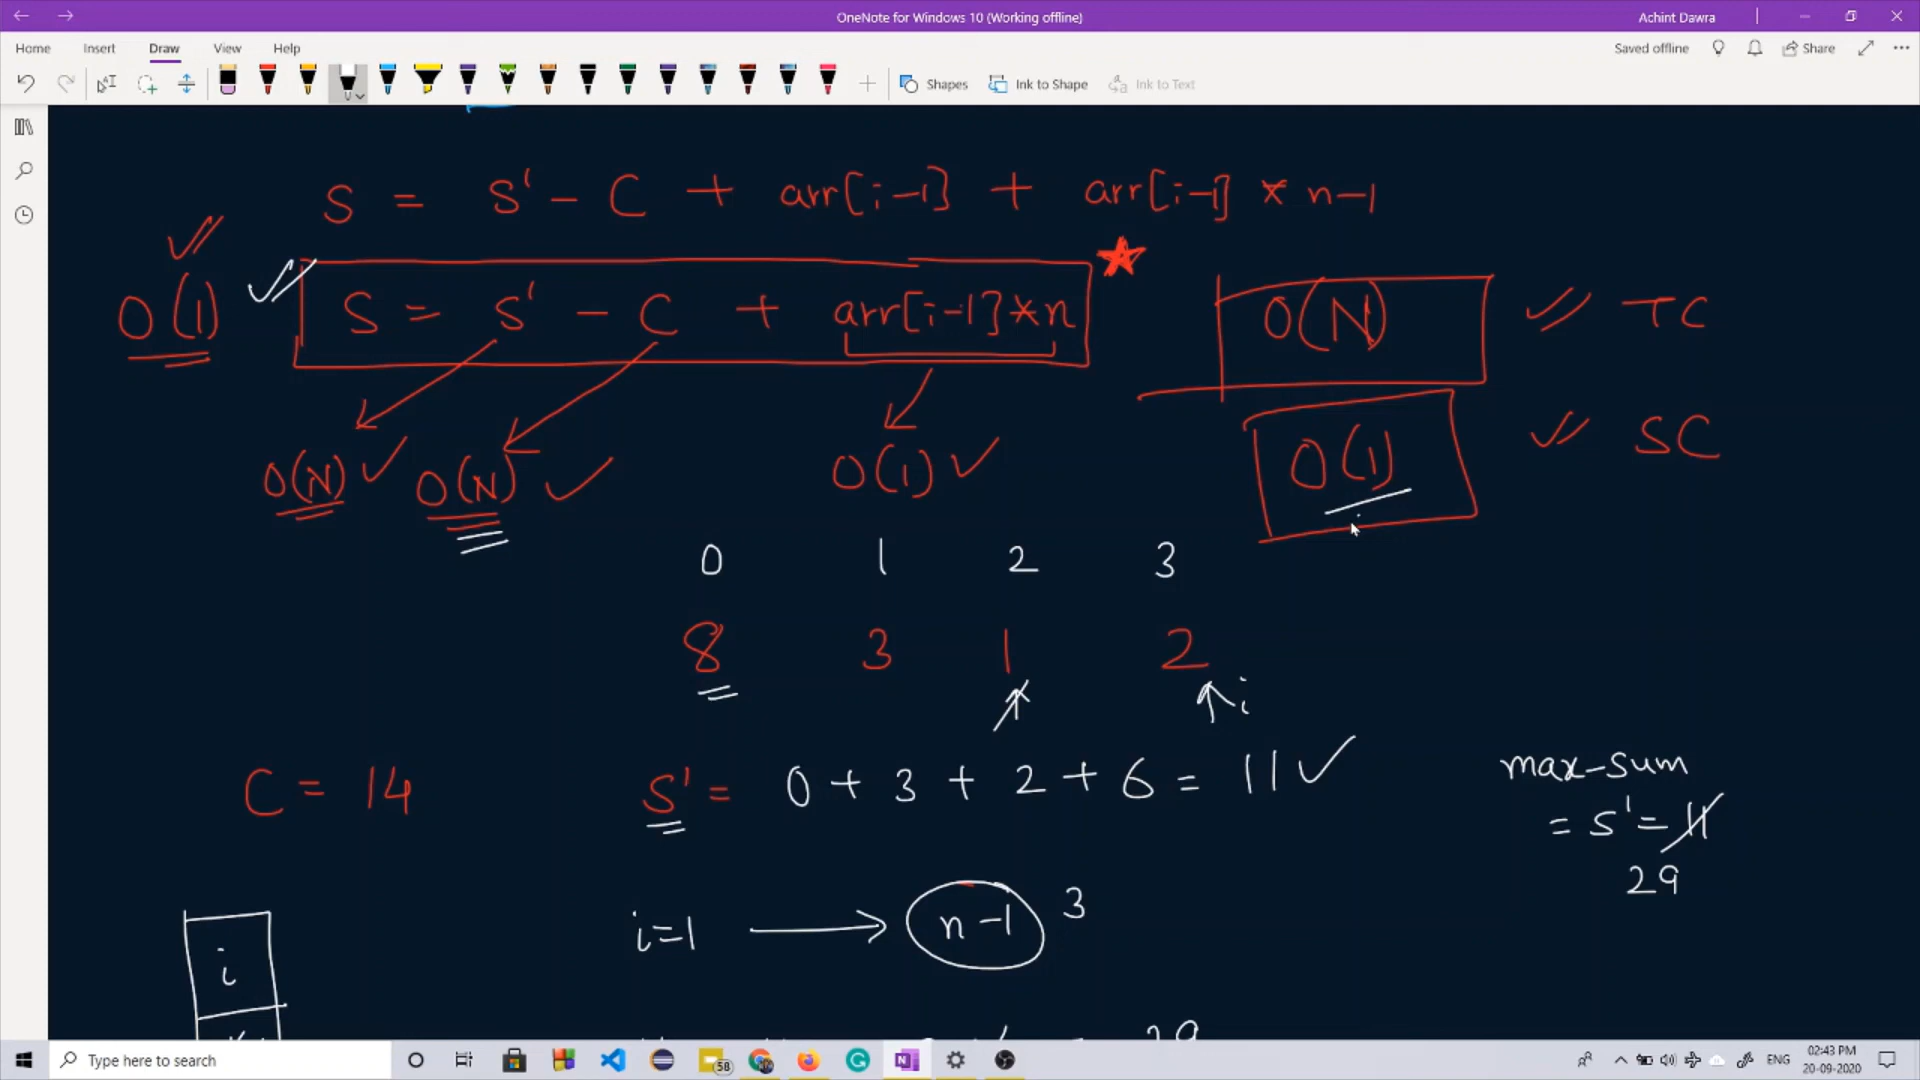 OneNote for Windows 10 (Working offline)
Achint Dawra
Home Insert Draw View Help
Saved offline
Share
Shapes
Ink to Shape
Ink to Text
S = S' - C + arr[i-1] + arr[i-1] * n-1
O(1)
S = S' - C + arr[i-1]*n
O(N) TC
O(N) O(N) O(1)
O(1) SC
0 1 2 3
8 3 1 2
i
C = 14
S' = 0 + 3 + 2 + 6 = 11
max-sum
= S' = 11
29
i=1 → n-1 3
i
29
Type here to search
58
ENG
02:43 PM
20-09-2020